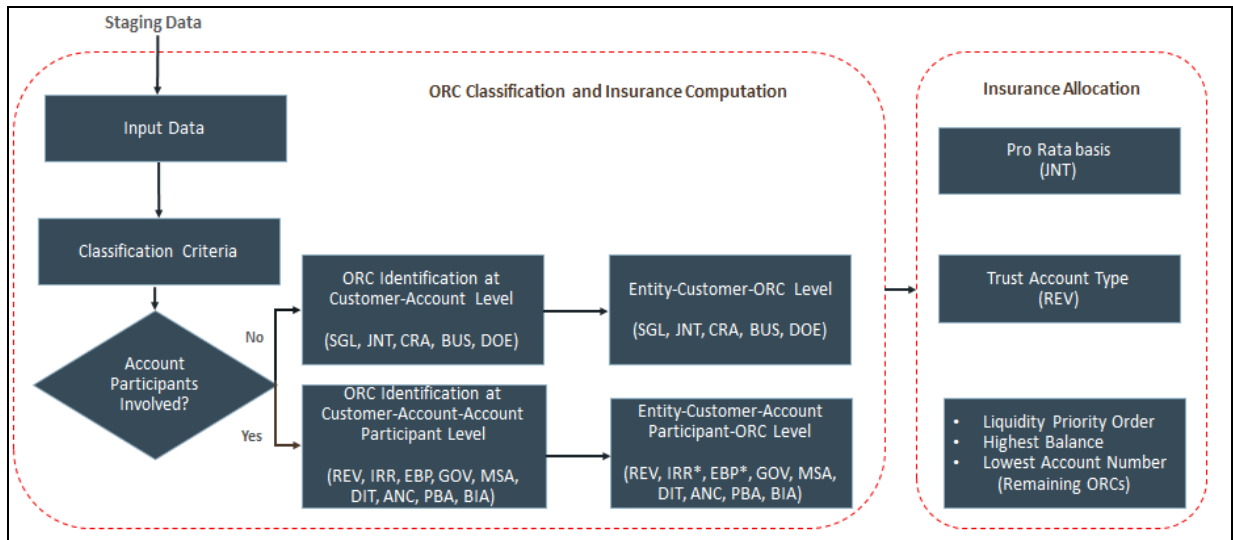 Staging Data
ORC Classification and Insurance Computation
Input Data
Classification Criteria
Account
Participants
Involved?
No
Yes
ORC Identification at
Customer-Account Level
(SGL, JNT, CRA, BUS, DOE)
Entity-Customer-ORC Level
(SGL, JNT, CRA, BUS, DOE)
ORC Identification at
Customer-Account-Account
Participant Level
(REV, IRR, EBP, GOV, MSA,
DIT, ANC, PBA, BIA)
Entity-Customer-Account
Participant-ORC Level
(REV, IRR*, EBP*, GOV, MSA,
DIT, ANC, PBA, BIA)
Insurance Allocation
Pro Rata basis
(JNT)
Trust Account Type
(REV)
• Liquidity Priority Order
• Highest Balance
• Lowest Account Number
(Remaining ORCs)